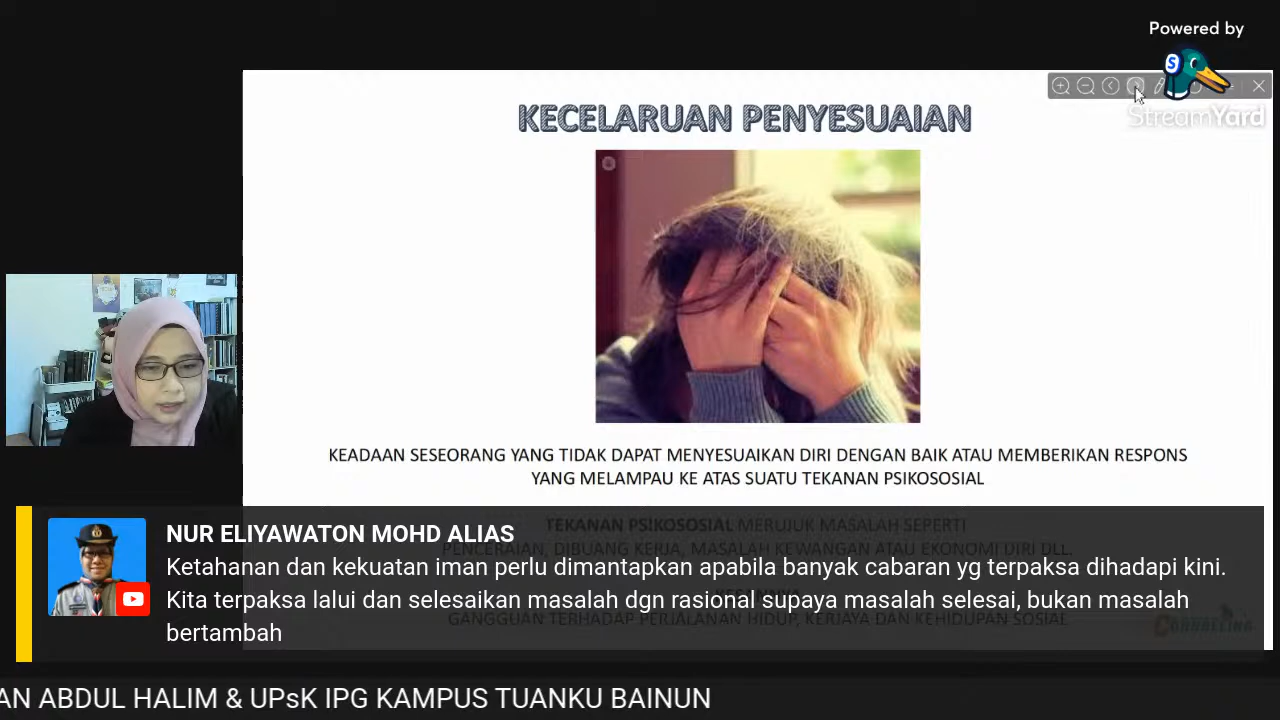 Powered by
StreamYard
KECELARUAN PENYESUAIAN
KEADAAN SESEORANG YANG TIDAK DAPAT MENYESUAIKAN DIRI DENGAN BAIK ATAU MEMBERIKAN RESPONS
YANG MELAMPAU KE ATAS SUATU TEKANAN PSIKOSOSIAL
TEKANAN PSIKOSOSIAL MERUJUK MASALAH SEPERTI
PENCERAIAN, DIBUANG KERJA, MASALAH KEWANGAN ATAU EKONOMI DIRI DLL.
GANGGUAN TERHADAP PERJALANAN HIDUP, KERJAYA DAN KEHIDUPAN SOSIAL
NUR ELIYAWATON MOHD ALIAS
Ketahanan dan kekuatan iman perlu dimantapkan apabila banyak cabaran yg terpaksa dihadapi kini.
Kita terpaksa lalui dan selesaikan masalah dgn rasional supaya masalah selesai, bukan masalah
bertambah
AN ABDUL HALIM & UPsK IPG KAMPUS TUANKU BAINUN